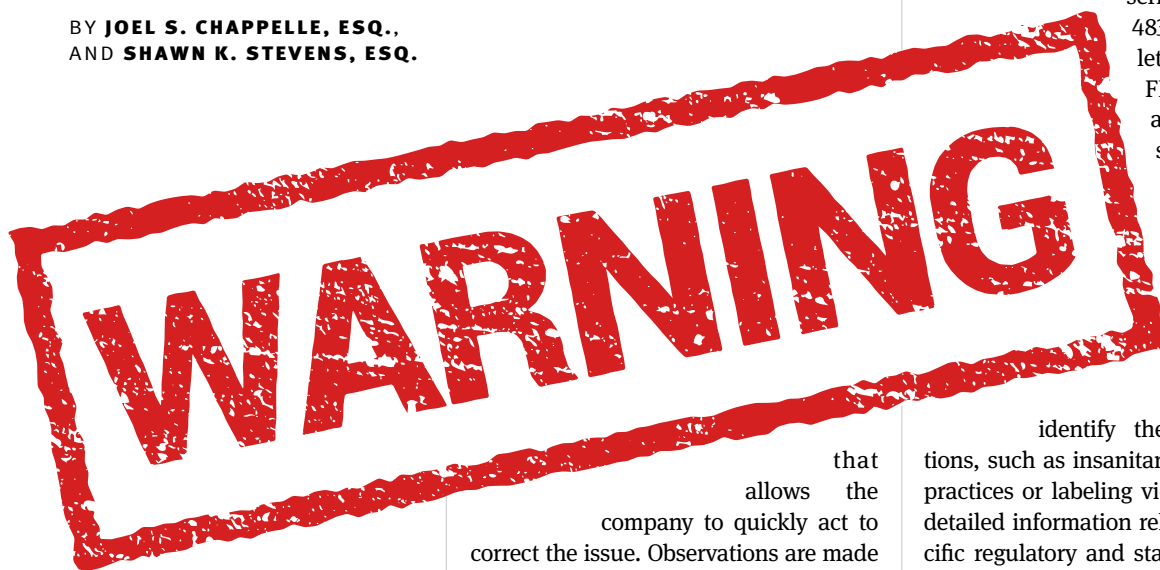 BY JOEL S. CHAPPELLE, ESQ.,
AND SHAWN K. STEVENS, ESQ.
WARNING
that
allows the
company to quickly act to
correct the issue. Observations are made
483
identify the
tions, such as insanitar
practices or labeling vi
detailed information rel
cific regulatory and sta